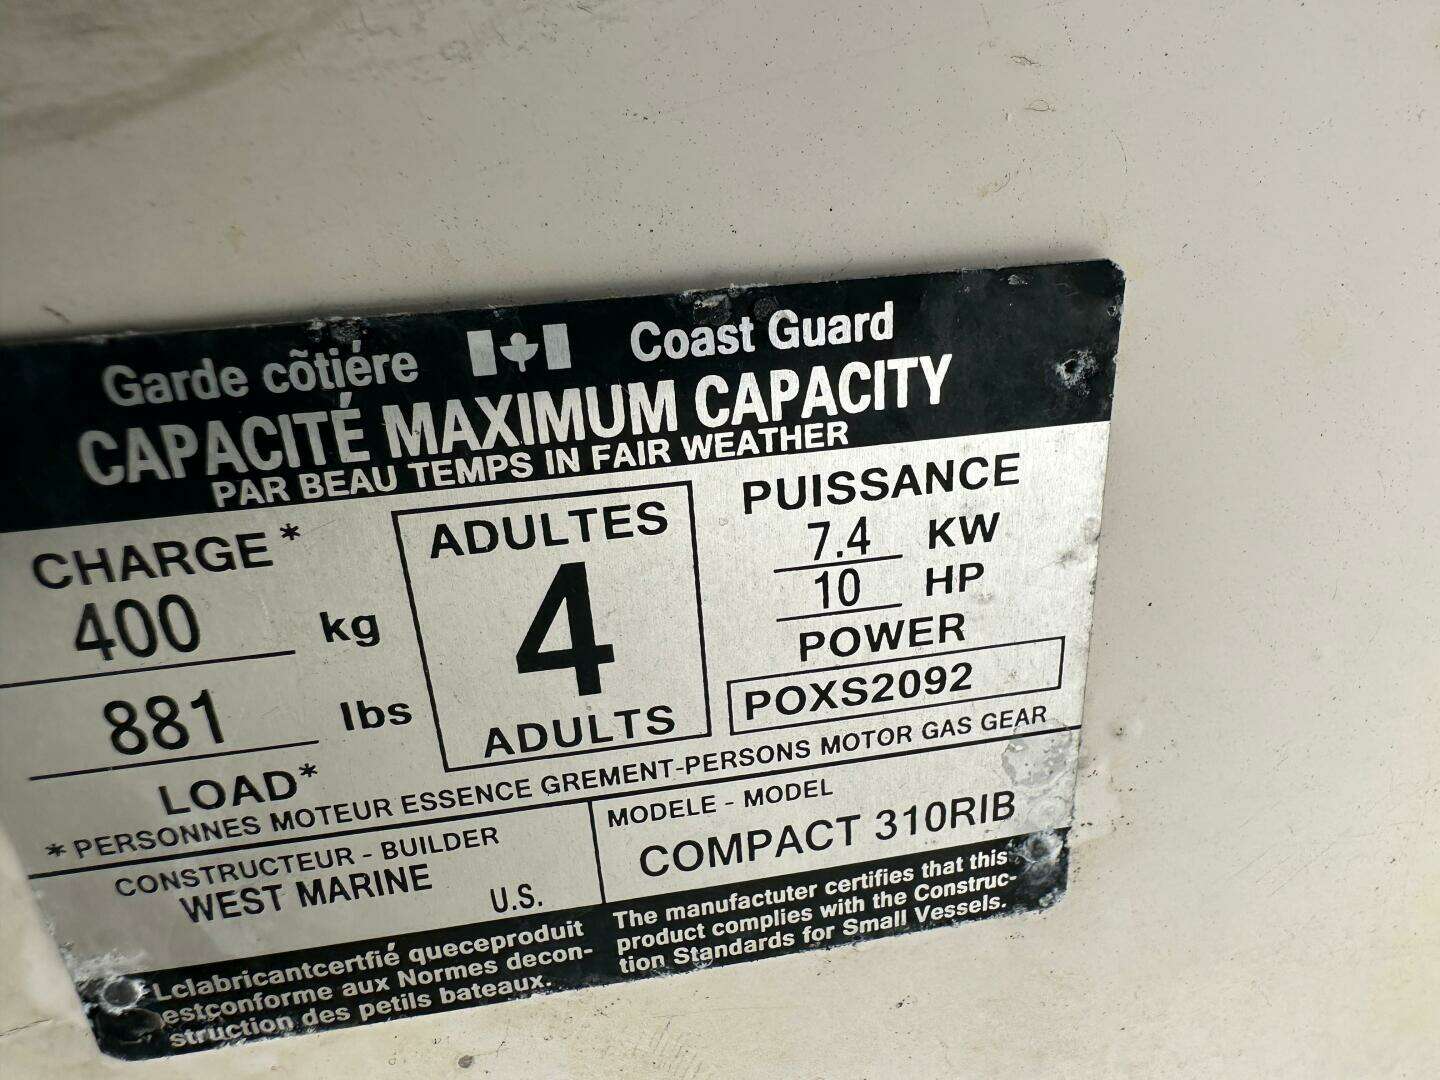 Garde cõtiére Coast Guard
CAPACITÉ MAXIMUM CAPACITY
PAR BEAU TEMPS IN FAIR WEATHER
CHARGE*
400 kg
881 lbs
LOAD*
ADULTES
4
ADULTS
PUISSANCE
7.4 KW
10 HP
POWER
POXS2092
*PERSONNES MOTEUR ESSENCE GREMENT-PERSONS MOTOR GAS GEAR
CONSTRUCTEUR - BUILDER
WEST MARINE U.S.
MODELE - MODEL
COMPACT 310RIB
Lclabricantcertfié queceproduit
estconforme aux Normes decon-
struction des petils bateaux.
The manufactuter certifies that this
product complies with the Construc-
tion Standards for Small Vessels.